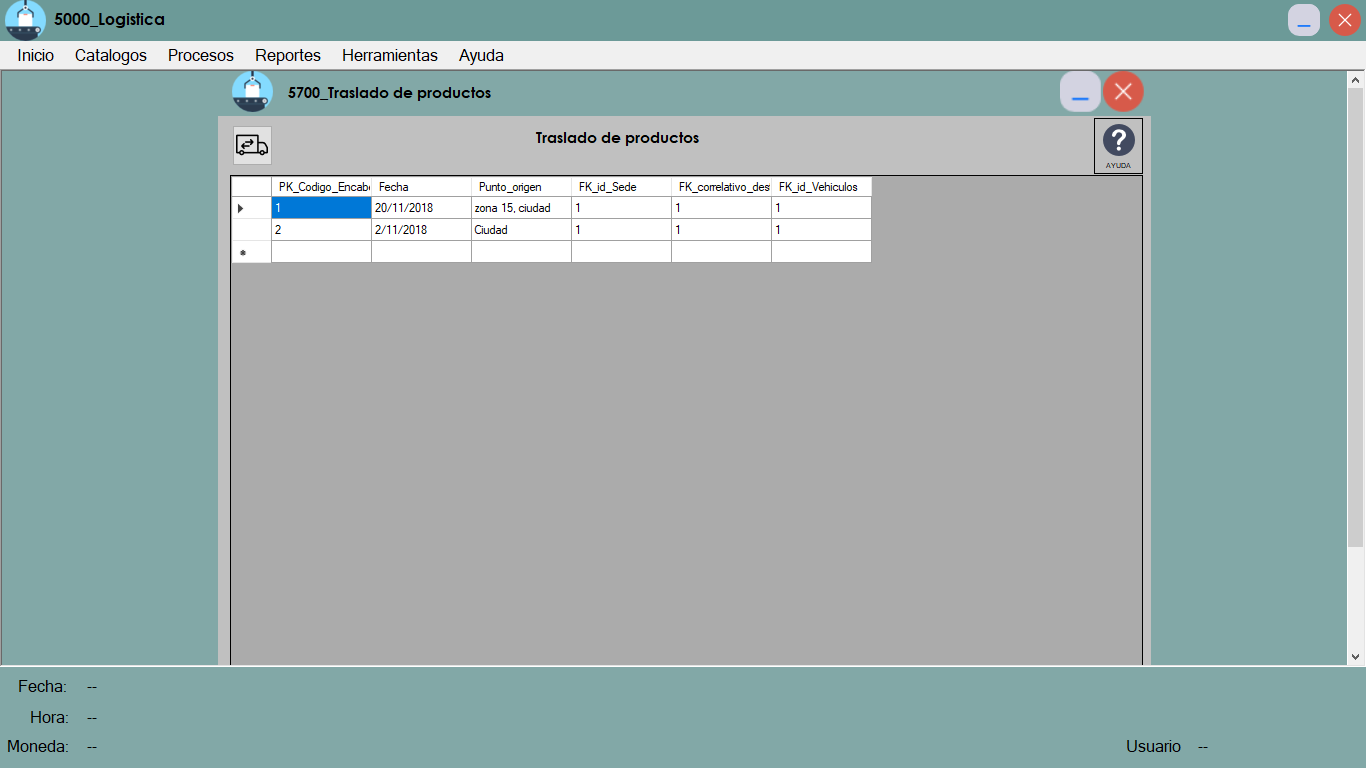 5000_Logistica
Inicio Catalogos Procesos Reportes Herramientas Ayuda
5700_Traslado de productos
Traslado de productos
AYUDA
PK_Codigo_Encabe Fecha Punto_origen FK_id_Sede FK_correlativo_des FK_id_Vehiculos
1 20/11/2018 zona 15, ciudad 1 1 1
2 2/11/2018 Ciudad 1 1 1
Fecha: --
Hora: --
Moneda: --
Usuario --